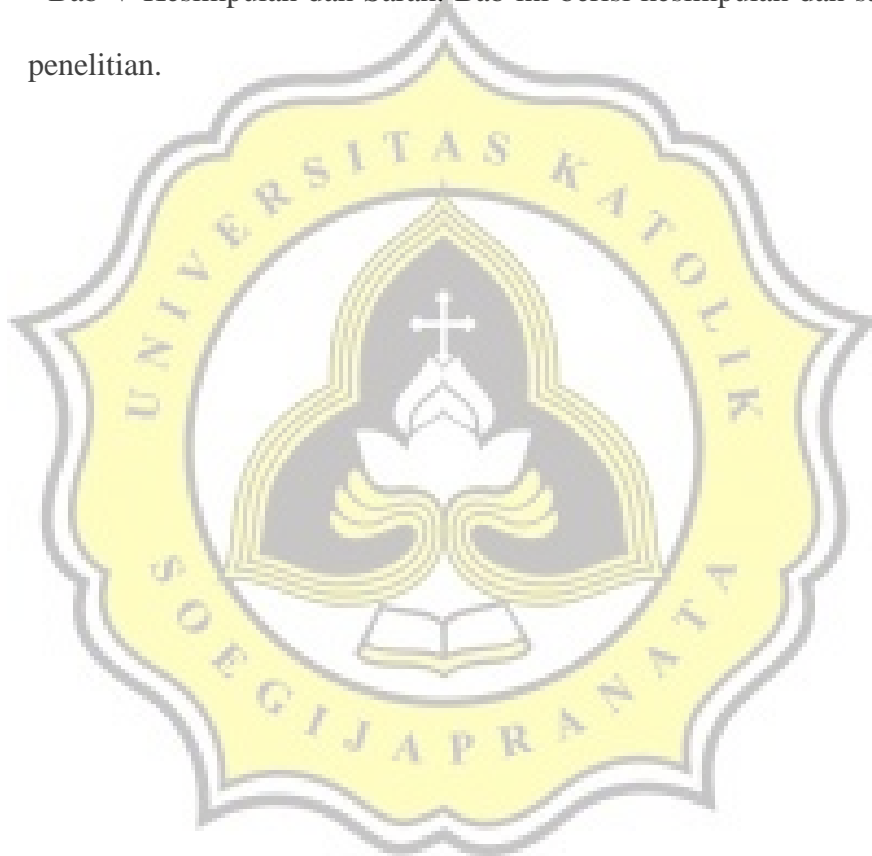 Bab V Kesimpulan dan Saran. Bab ini berisi kesimpulan dan
penelitian.
UNIVERSITAS KATOLIK
SOEGIJAPRANATA